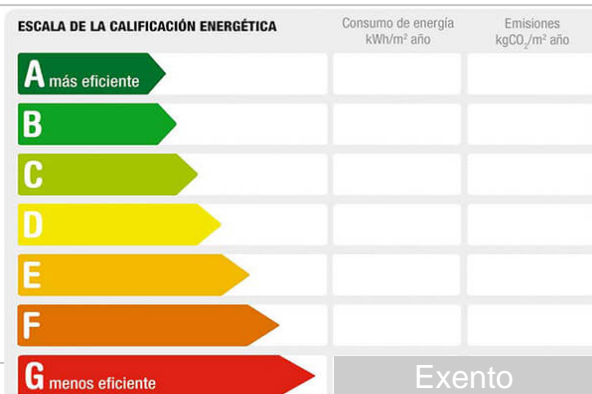 ESCALA DE LA CALIFICACIÓN ENERGÉTICA
Consumo de energía
kWh/m² año
Emisiones
kgCO₂/m² año
A más eficiente
B
C
D
E
F
G menos eficiente
Exento